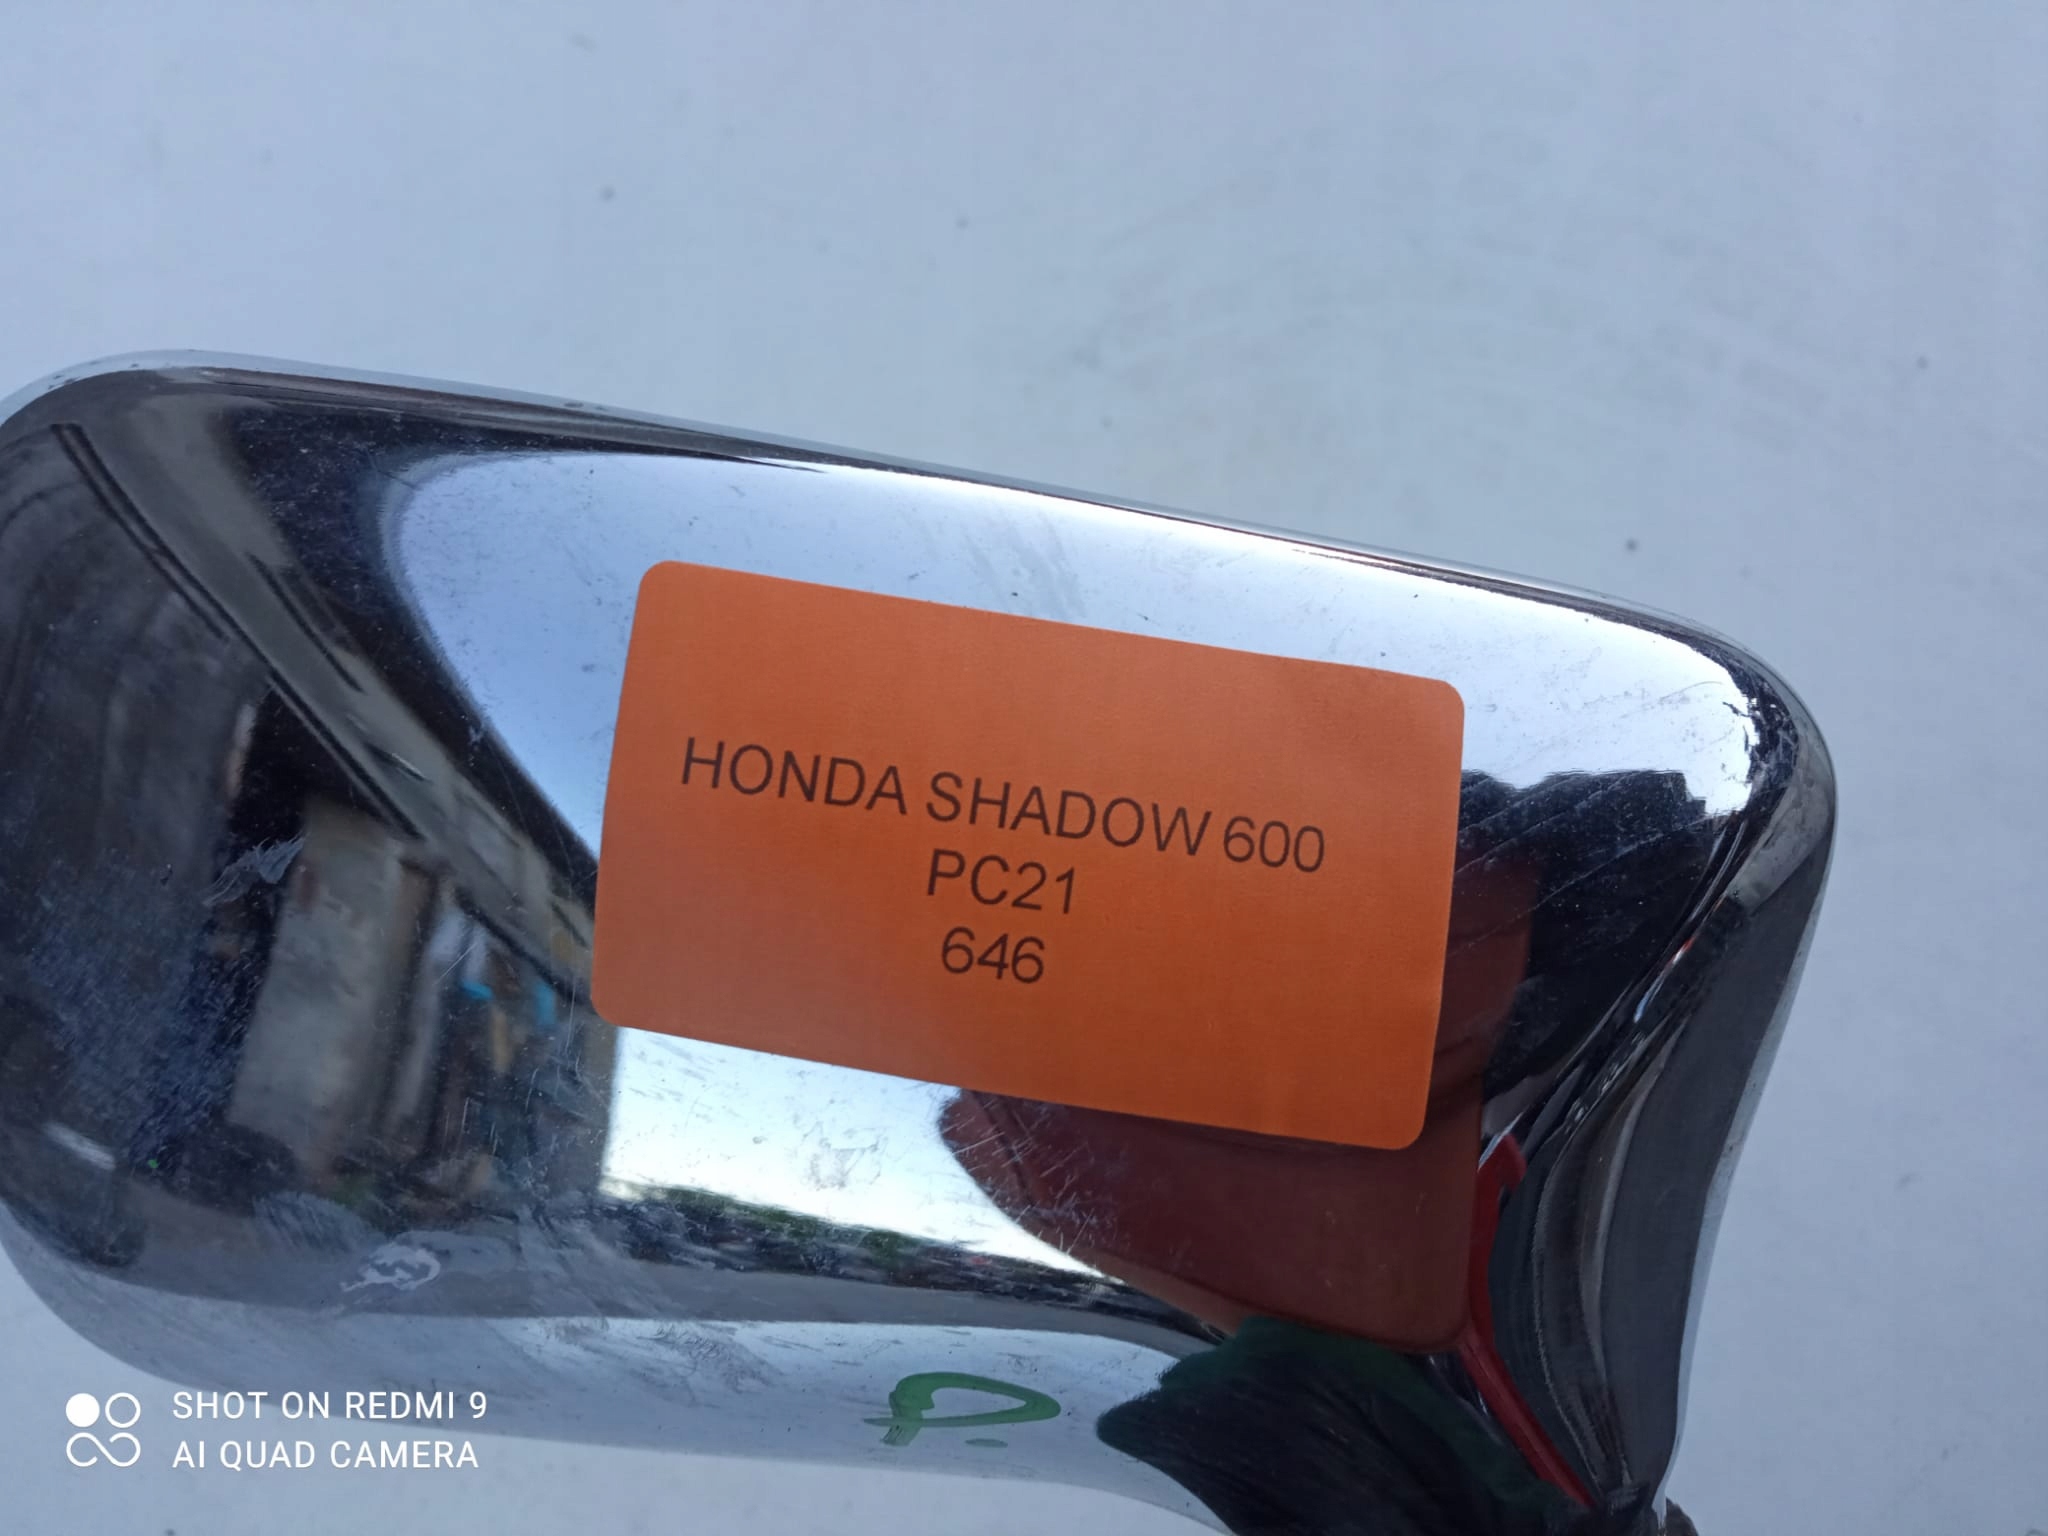 HONDA SHADOW 600
PC21
646
P.
SHOT ON REDMI 9
AI QUAD CAMERA